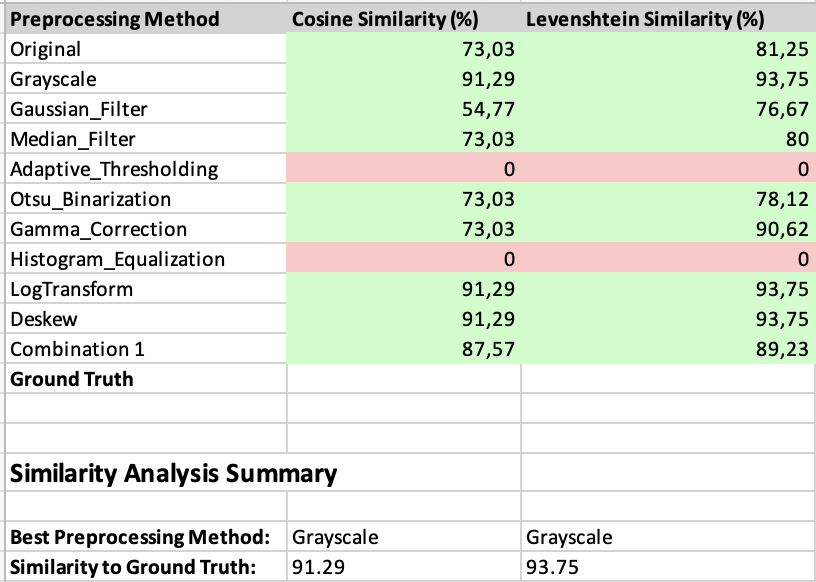 Preprocessing Method Cosine Similarity (%) Levenshtein Similarity (%)
Original 73,03 81,25
Grayscale 91,29 93,75
Gaussian_Filter 54,77 76,67
Median_Filter 73,03 80
Adaptive_Thresholding 0 0
Otsu_Binarization 73,03 78,12
Gamma_Correction 73,03 90,62
Histogram_Equalization 0 0
LogTransform 91,29 93,75
Deskew 91,29 93,75
Combination 1 87,57 89,23
Ground Truth
Similarity Analysis Summary
Best Preprocessing Method: Grayscale Grayscale
Similarity to Ground Truth: 91.29 93.75